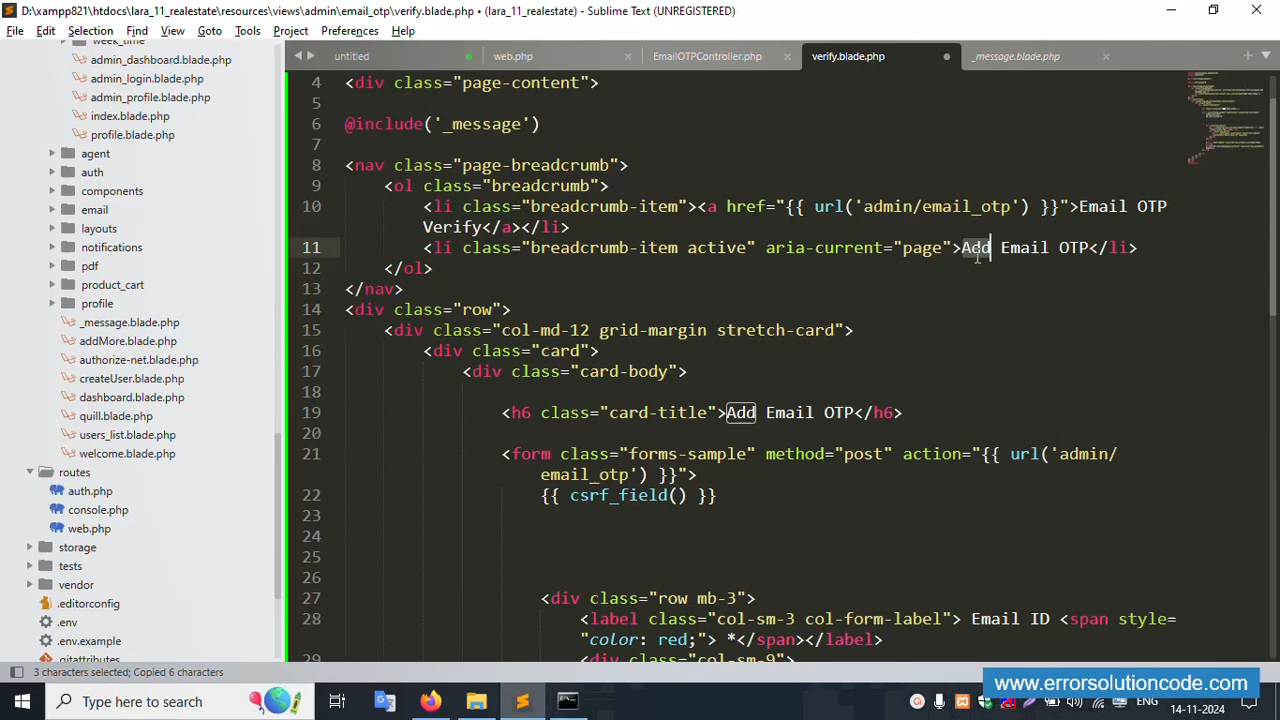 D:\xampp821\htdocs\lara_11_realestate\resources\views\admin\email_otp\verify.blade.php • (lara_11_realestate) - Sublime Text (UNREGISTERED)
File Edit Selection Find View Goto Tools Project Preferences Help
untitled web.php EmailOTPController.php verify.blade.php _message.blade.php
week_time
admin_dashboard.blade.php
admin_login.blade.php
admin_profile.blade.php
index.blade.php
profile.blade.php
agent
auth
components
email
layouts
notifications
pdf
product_cart
profile
_message.blade.php
addMore.blade.php
authorize-net.blade.php
createUser.blade.php
dashboard.blade.php
quill.blade.php
users_list.blade.php
welcome.blade.php
routes
auth.php
console.php
web.php
storage
tests
vendor
.editorconfig
.env
.env.example
.gitattributes
4 <div class="page-content">
5
6 @include('_message')
7
8 <nav class="page-breadcrumb">
9 <ol class="breadcrumb">
10 <li class="breadcrumb-item"><a href="{{ url('admin/email_otp') }}">Email OTP
Verify</a></li>
11 <li class="breadcrumb-item active" aria-current="page">Add Email OTP</li>
12 </ol>
13 </nav>
14 <div class="row">
15 <div class="col-md-12 grid-margin stretch-card">
16 <div class="card">
17 <div class="card-body">
18
19 <h6 class="card-title">Add Email OTP</h6>
20
21 <form class="forms-sample" method="post" action="{{ url('admin/
email_otp') }}">
22 {{ csrf_field() }}
23
24
25
26
27 <div class="row mb-3">
28 <label class="col-sm-3 col-form-label"> Email ID <span style=
"color: red;"> *</span></label>
29 <div class="col-sm-9">
3 characters selected; Copied 6 characters
www.errorsolutioncode.com
Type here to search
ENG
14-11-2024